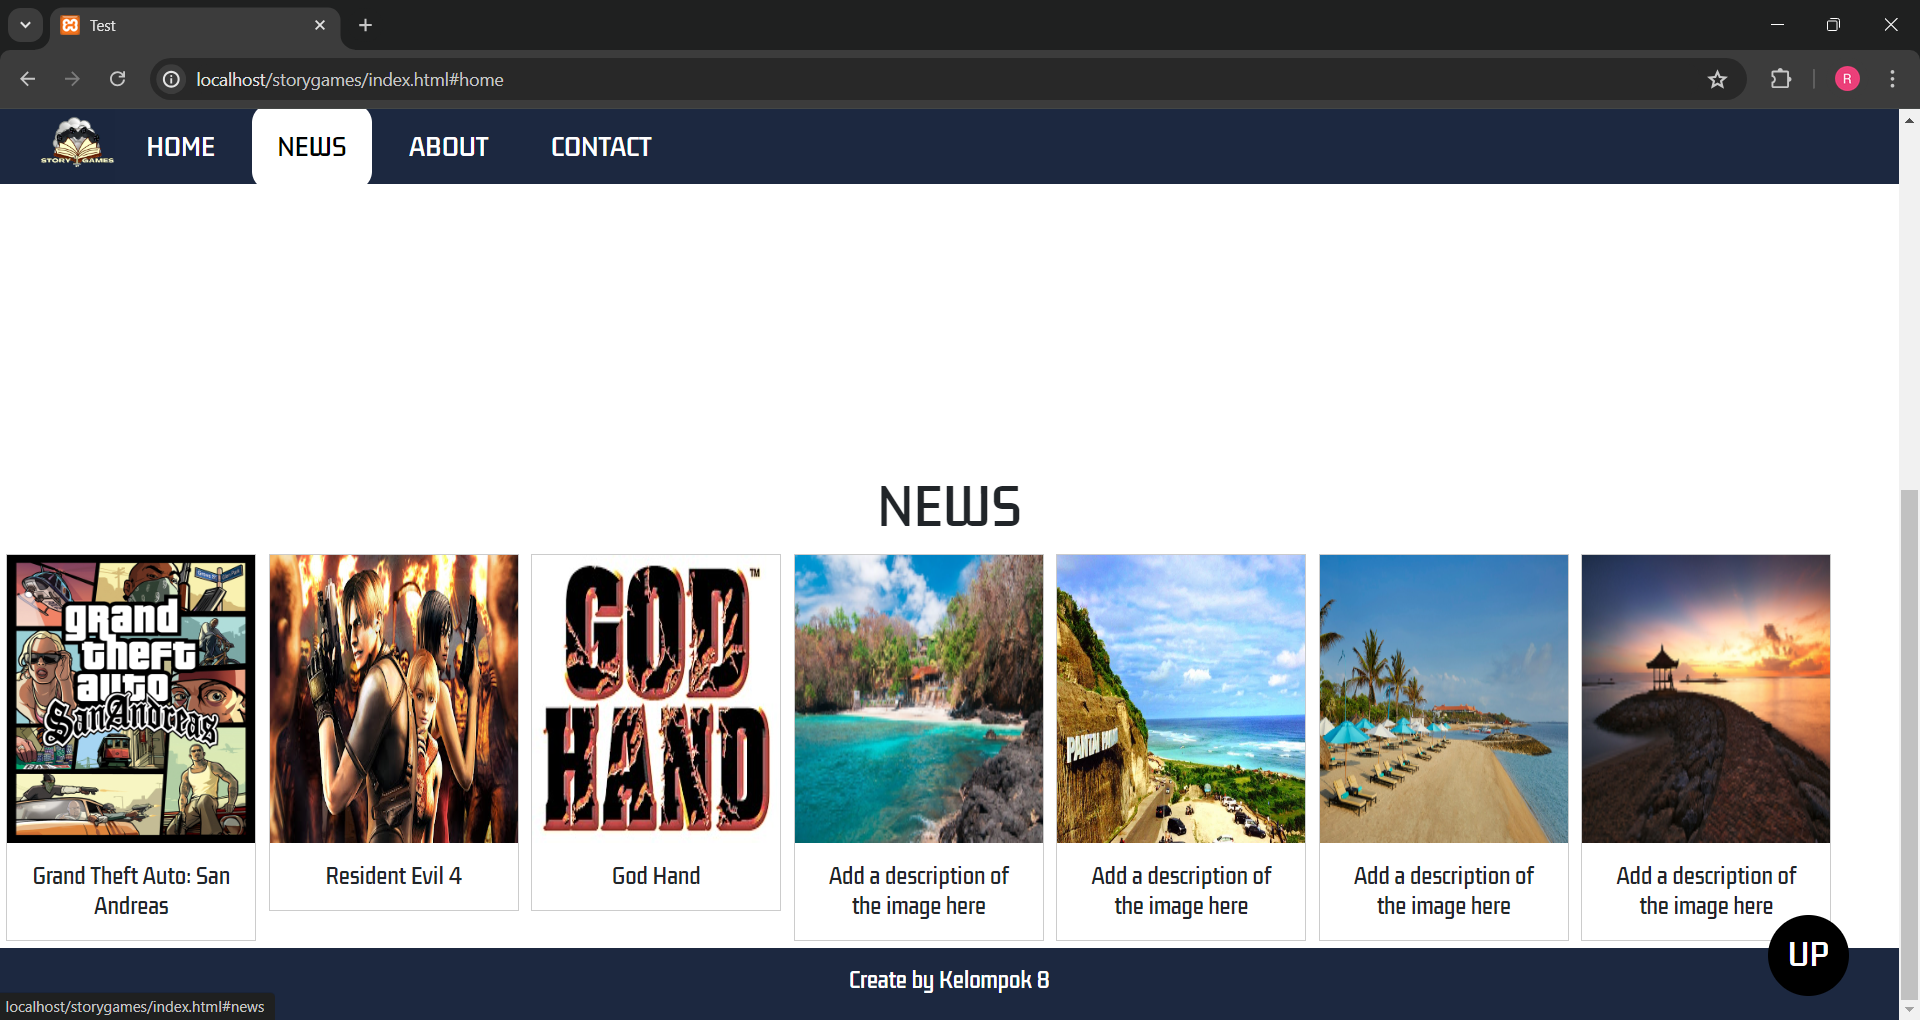 Test
localhost/storygames/index.html#home
R
STORY GAMES
HOME
NEWS
ABOUT
CONTACT
NEWS
grand
theft
auto
San Andreas
GOD
HAND
™
PANTAI
Grand Theft Auto: San
Andreas
Resident Evil 4
God Hand
Add a description of
the image here
Add a description of
the image here
Add a description of
the image here
Add a description of
the image here
UP
Create by Kelompok 8
localhost/storygames/index.html#news